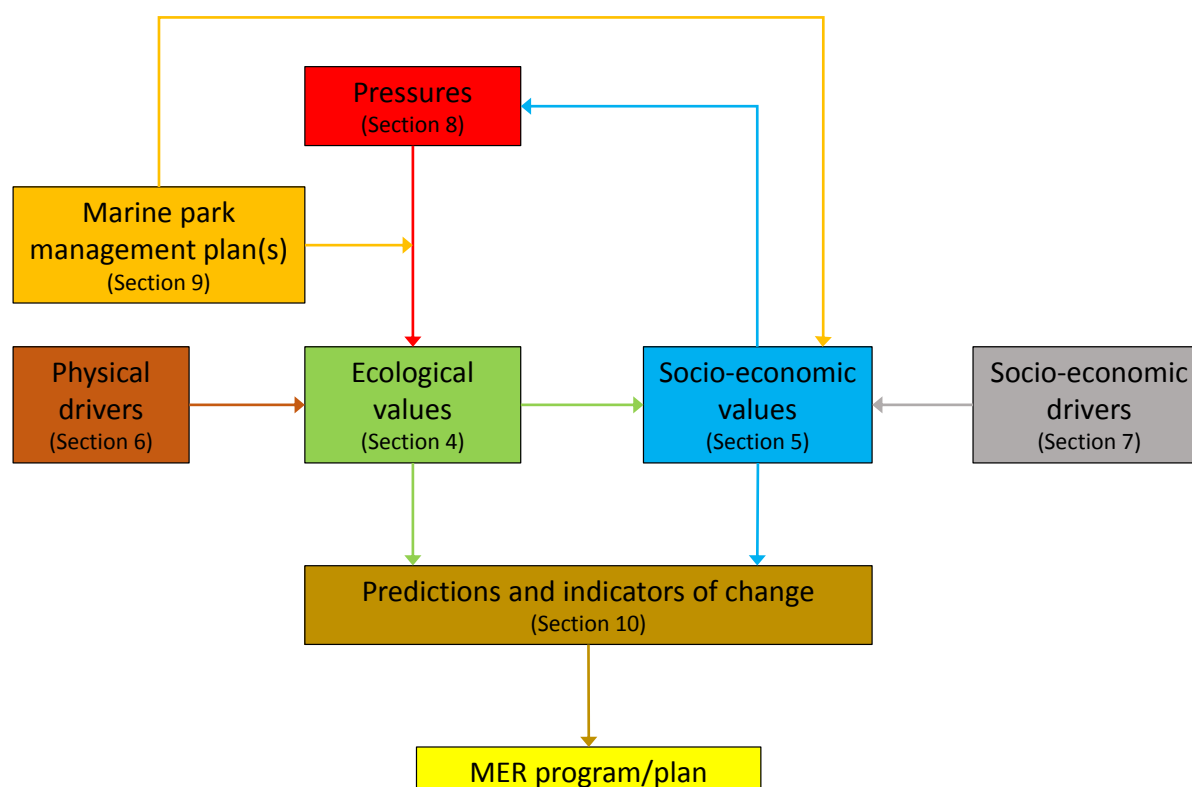 Pressures
(Section 8)
Marine park
management plan(s)
(Section 9)
Physical
drivers
(Section 6)
Ecological
values
(Section 4)
Socio-economic
values
(Section 5)
Socio-economic
drivers
(Section 7)
Predictions and indicators of change
(Section 10)
MER program/plan